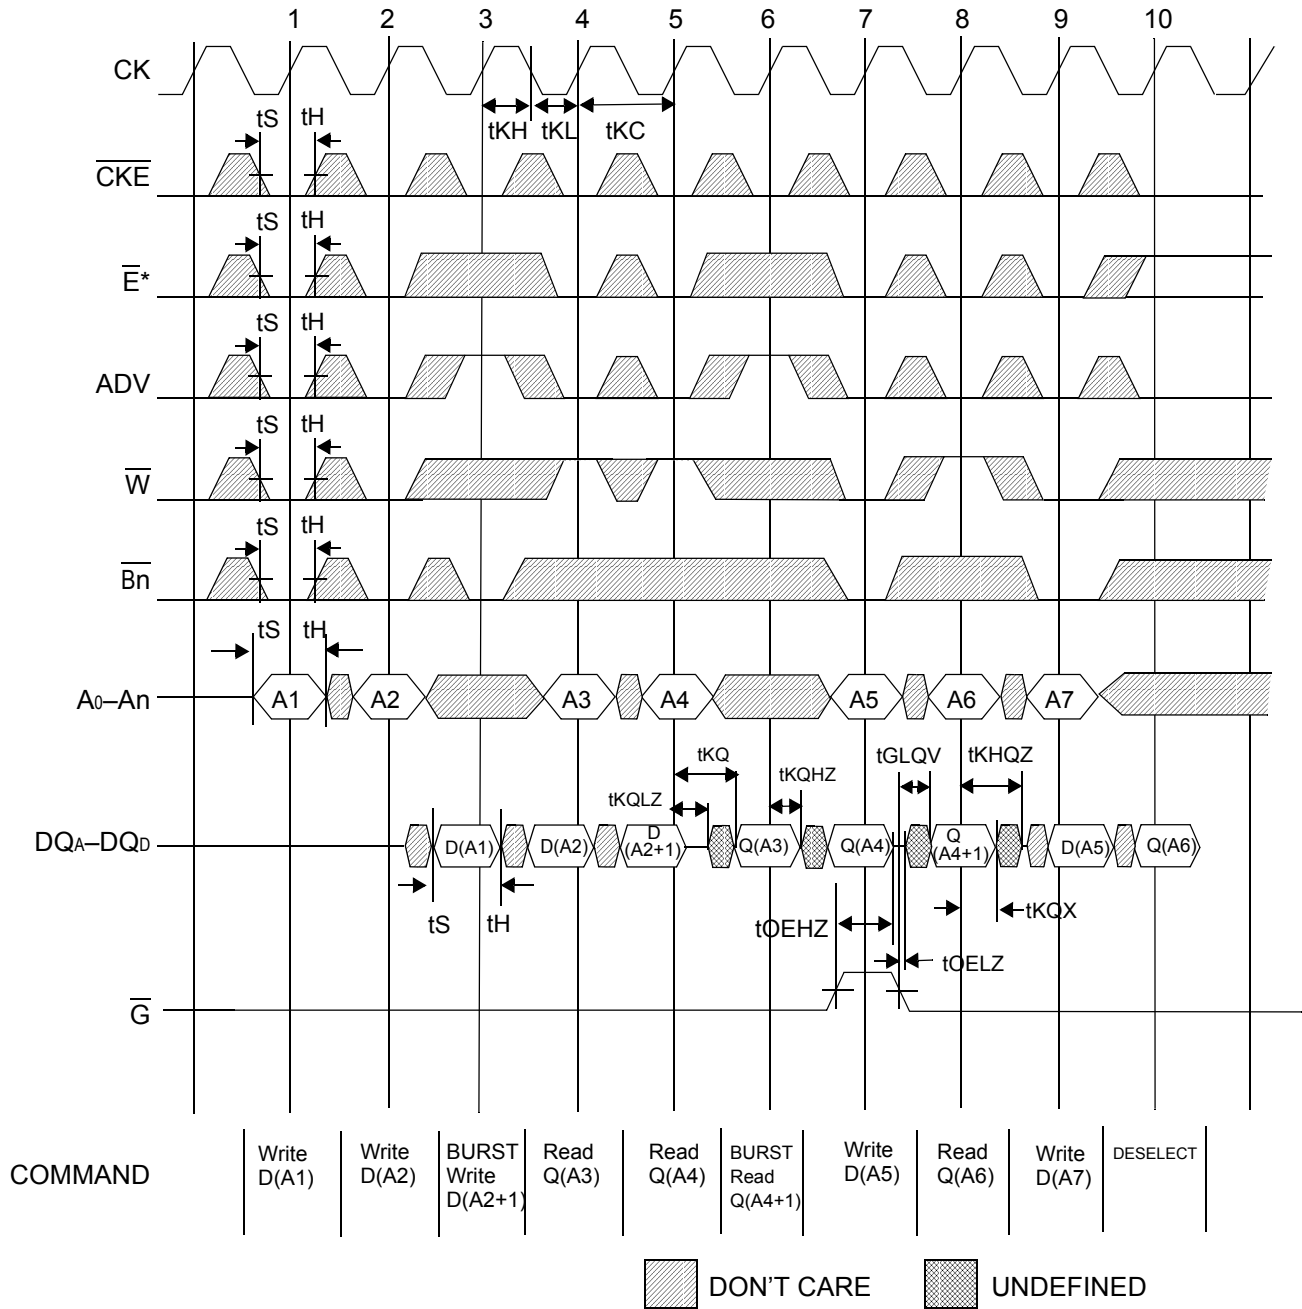 1 2 3 4 5 6 7 8 9 10
CK
tKH tKL tKC
tS tH
CKE
tS tH
E*
tS tH
ADV
tS tH
W
tS tH
Bn
tS tH
A0–An A1 A2 A3 A4 A5 A6 A7
tKQ tGLQV tKHQZ
tKQLZ tKQHZ
DQA–DQD D(A1) D(A2) D (A2+1) Q(A3) Q(A4) Q (A4+1) D(A5) Q(A6)
tS tH tOEHZ tKQX
tOELZ
G
COMMAND
Write
D(A1)
Write
D(A2)
BURST
Write
D(A2+1)
Read
Q(A3)
Read
Q(A4)
BURST
Read
Q(A4+1)
Write
D(A5)
Read
Q(A6)
Write
D(A7)
DESELECT
DON'T CARE UNDEFINED